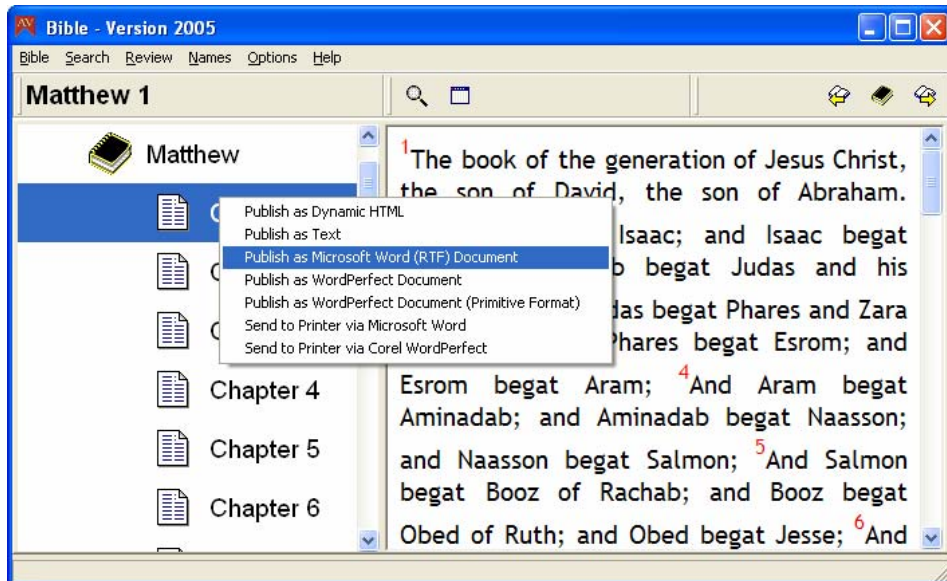 AV
Bible - Version 2005
Bible Search Review Names Options Help
Matthew 1
Matthew
Chapter 4
Chapter 5
Chapter 6
Publish as Dynamic HTML
Publish as Text
Publish as Microsoft Word (RTF) Document
Publish as WordPerfect Document
Publish as WordPerfect Document (Primitive Format)
Send to Printer via Microsoft Word
Send to Printer via Corel WordPerfect
1The book of the generation of Jesus Christ,
the son of David, the son of Abraham.
Isaac; and Isaac begat
begat Judas and his
begat Phares and Zara
Phares begat Esrom; and
Esrom begat Aram; 4And Aram begat
Aminadab; and Aminadab begat Naasson;
and Naasson begat Salmon; 5And Salmon
begat Booz of Rachab; and Booz begat
Obed of Ruth; and Obed begat Jesse; 6And